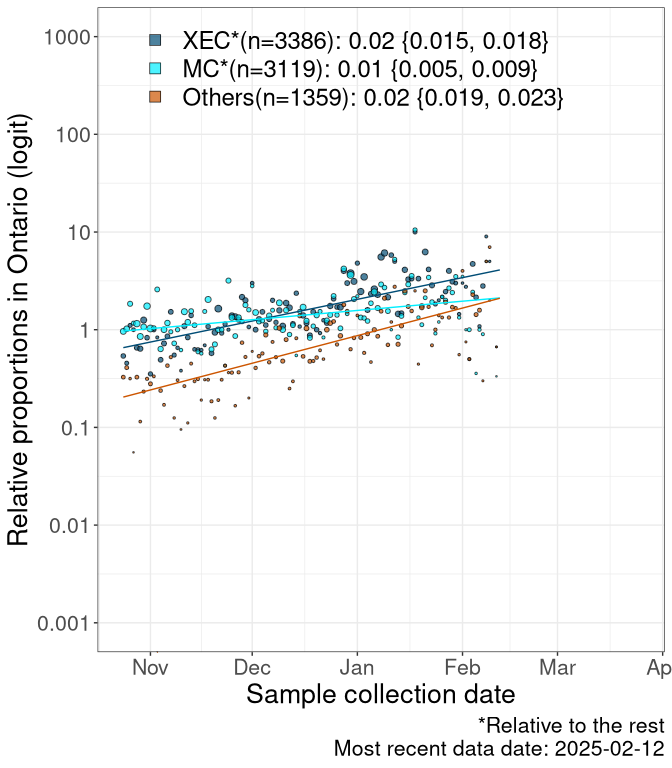 XEC*(n=3386): 0.02 {0.015, 0.018}
MC*(n=3119): 0.01 {0.005, 0.009}
Others(n=1359): 0.02 {0.019, 0.023}
Relative proportions in Ontario (logit)
1000
100
10
1
0.1
0.01
0.001
Nov Dec Jan Feb Mar Ap
Sample collection date
*Relative to the rest
Most recent data date: 2025-02-12